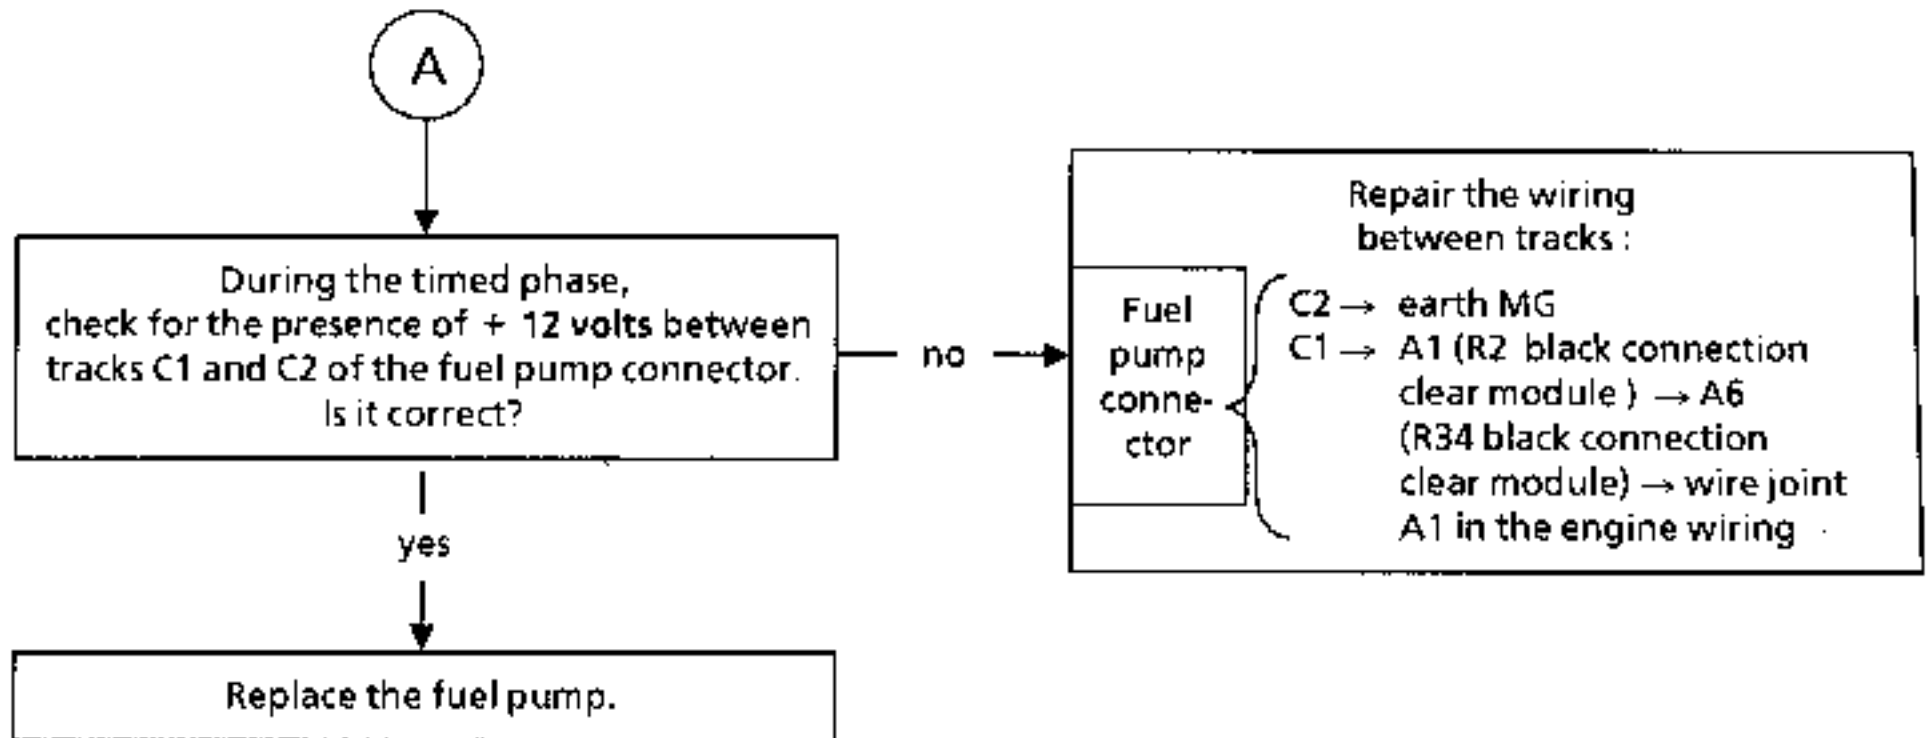 A
During the timed phase,
check for the presence of + 12 volts between
tracks C1 and C2 of the fuel pump connector.
Is it correct?
no
Repair the wiring
between tracks :
Fuel
pump
conne-
ctor
C2 → earth MG
C1 → A1 (R2 black connection
clear module ) → A6
(R34 black connection
clear module) → wire joint
A1 in the engine wiring
yes
Replace the fuel pump.